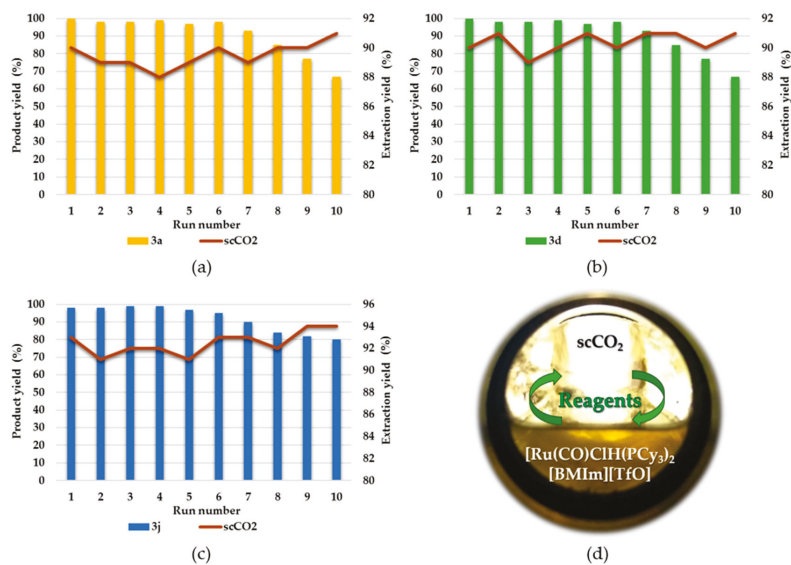 100
90
80
70
60
50
40
30
20
10
0
Product yield (%)
92
90
88
86
84
82
80
Extraction yield (%)
1 2 3 4 5 6 7 8 9 10
Run number
3a scCO2
(a)
100
90
80
70
60
50
40
30
20
10
0
Product yield (%)
92
90
88
86
84
82
80
Extraction yield (%)
1 2 3 4 5 6 7 8 9 10
Run number
3d scCO2
(b)
100
90
80
70
60
50
40
30
20
10
0
Product yield (%)
96
94
92
90
88
86
84
82
80
Extraction yield (%)
1 2 3 4 5 6 7 8 9 10
Run number
3j scCO2
(c)
scCO₂
Reagents
[Ru(CO)ClH(PCy₃)₂
[BMIm][TfO]
(d)